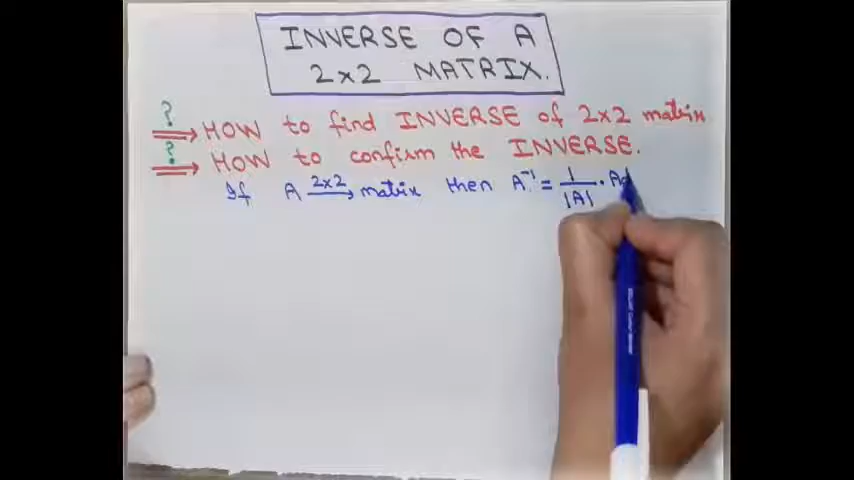 INVERSE OF A
2x2 MATRIX.
?
HOW to find INVERSE of 2x2 matrix
?
HOW to confirm the INVERSE.
If A 2x2→ matrix then A⁻¹ = 1/|A| · Ad